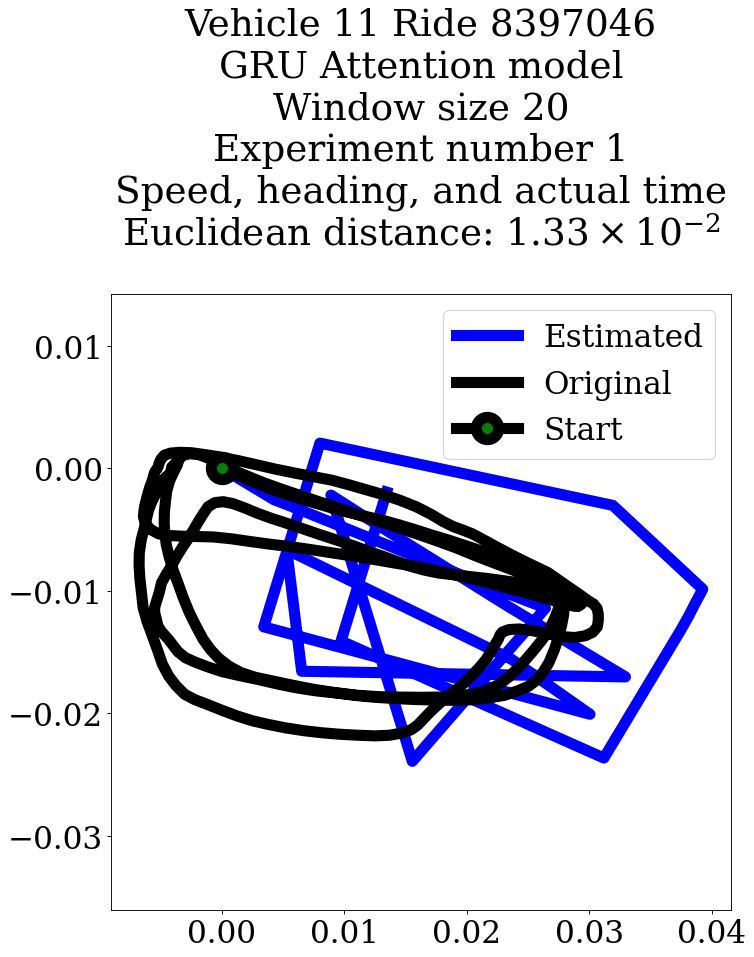 Vehicle 11 Ride 8397046
GRU Attention model
Window size 20
Experiment number 1
Speed, heading, and actual time
Euclidean distance: 1.33 × 10⁻²
Estimated
Original
Start
0.01
0.00
−0.01
−0.02
−0.03
0.00 0.01 0.02 0.03 0.04